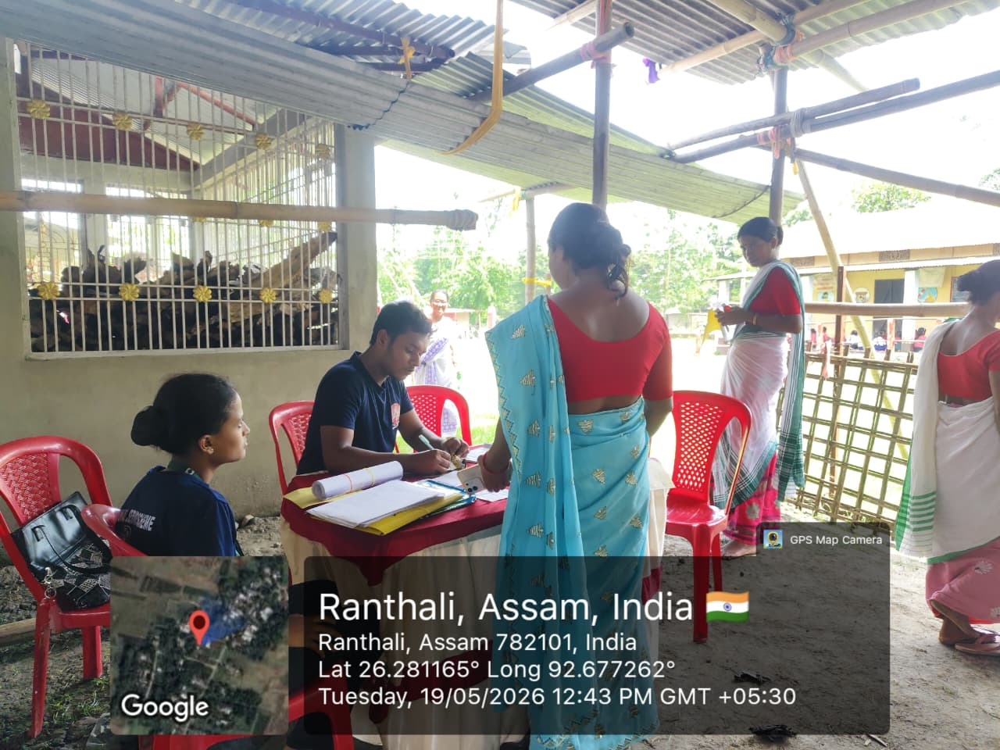 GPS Map Camera
Ranthali, Assam, India
Ranthali, Assam 782101, India
Lat 26.281165° Long 92.677262°
Tuesday, 19/05/2026 12:43 PM GMT +05:30
Google